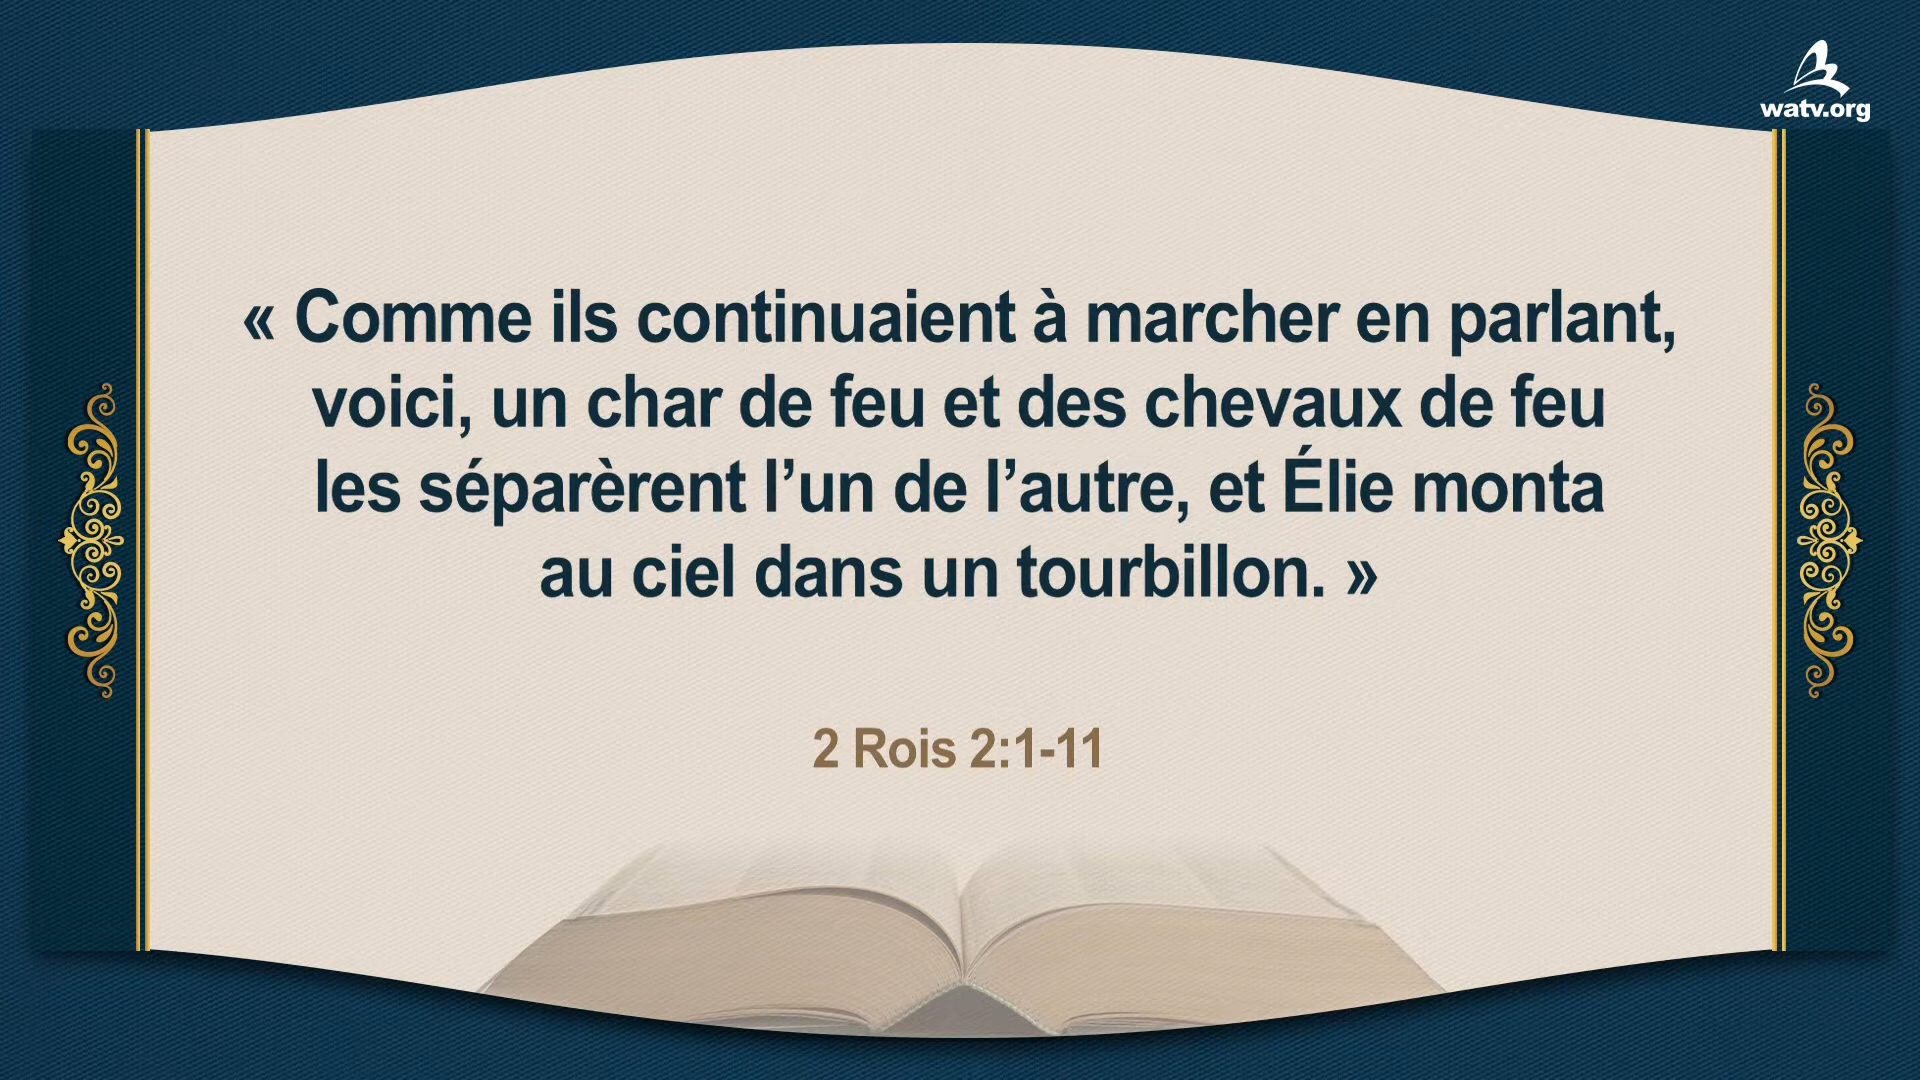 watv.org
« Comme ils continuaient à marcher en parlant,
voici, un char de feu et des chevaux de feu
les séparèrent l’un de l’autre, et Élie monta
au ciel dans un tourbillon. »
2 Rois 2:1-11